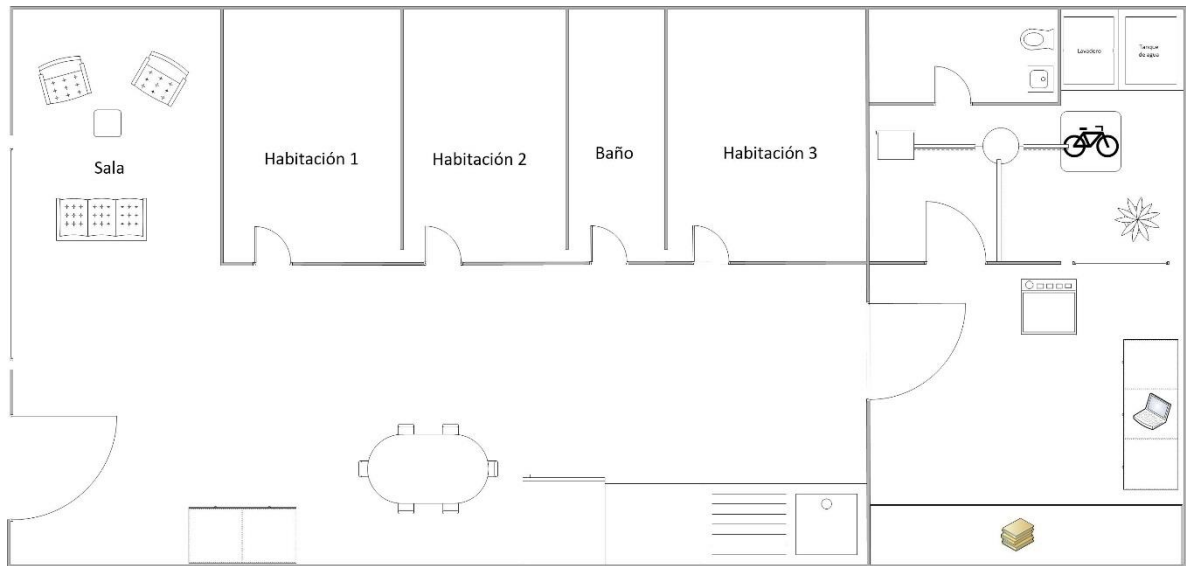 Lavadero
Tanque
de agua
Sala
Habitación 1
Habitación 2
Baño
Habitación 3